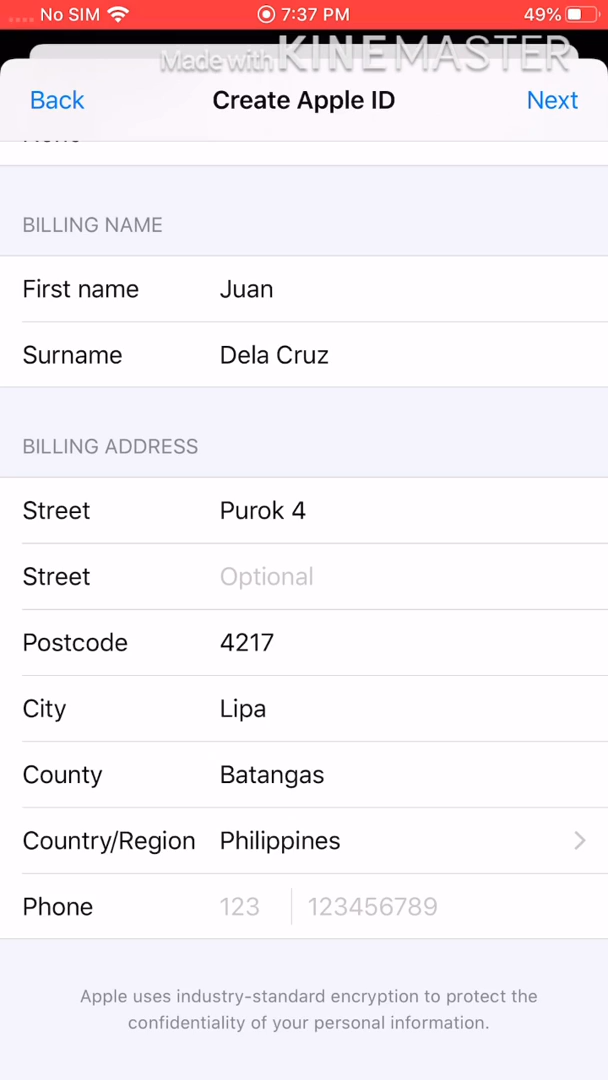 No SIM 7:37 PM 49%
Made with KINEMASTER
Back Create Apple ID Next
BILLING NAME
First name Juan
Surname Dela Cruz
BILLING ADDRESS
Street Purok 4
Street Optional
Postcode 4217
City Lipa
County Batangas
Country/Region Philippines
Phone 123 123456789
Apple uses industry-standard encryption to protect the
confidentiality of your personal information.